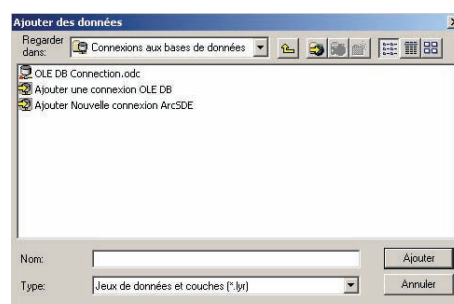 Ajouter des données
Regarder dans: Connexions aux bases de données
OLE DB Connection.odc
Ajouter une connexion OLE DB
Ajouter Nouvelle connexion ArcSDE
Nom: Ajouter
Type: Jeux de données et couches (*.lyr) Annuler